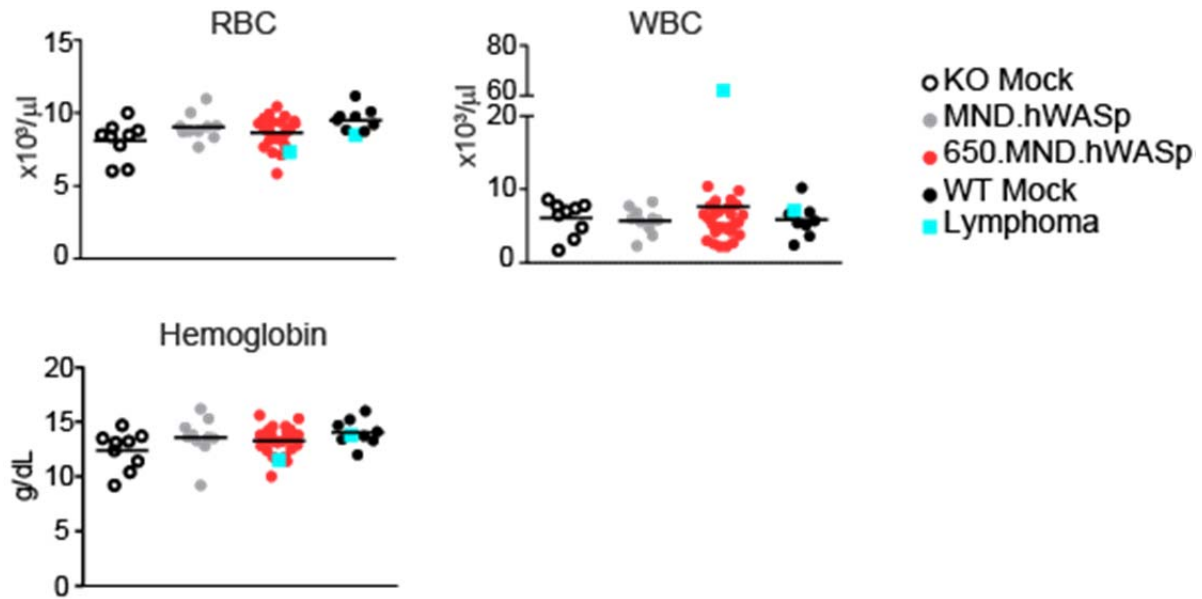 RBC
x10³/µl
15
10
5
0
WBC
x10³/µl
80
60
20
10
0
KO Mock
MND.hWASp
650.MND.hWASp
WT Mock
Lymphoma
Hemoglobin
g/dL
20
15
10
5
0